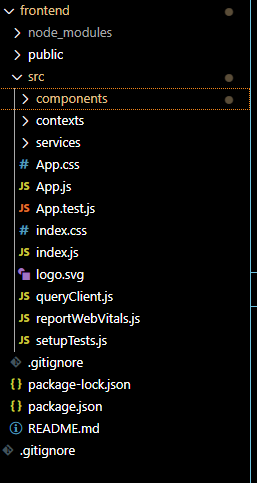 frontend
node_modules
public
src
components
contexts
services
App.css
JS App.js
JS App.test.js
index.css
JS index.js
logo.svg
JS queryClient.js
JS reportWebVitals.js
JS setupTests.js
.gitignore
package-lock.json
package.json
README.md
.gitignore